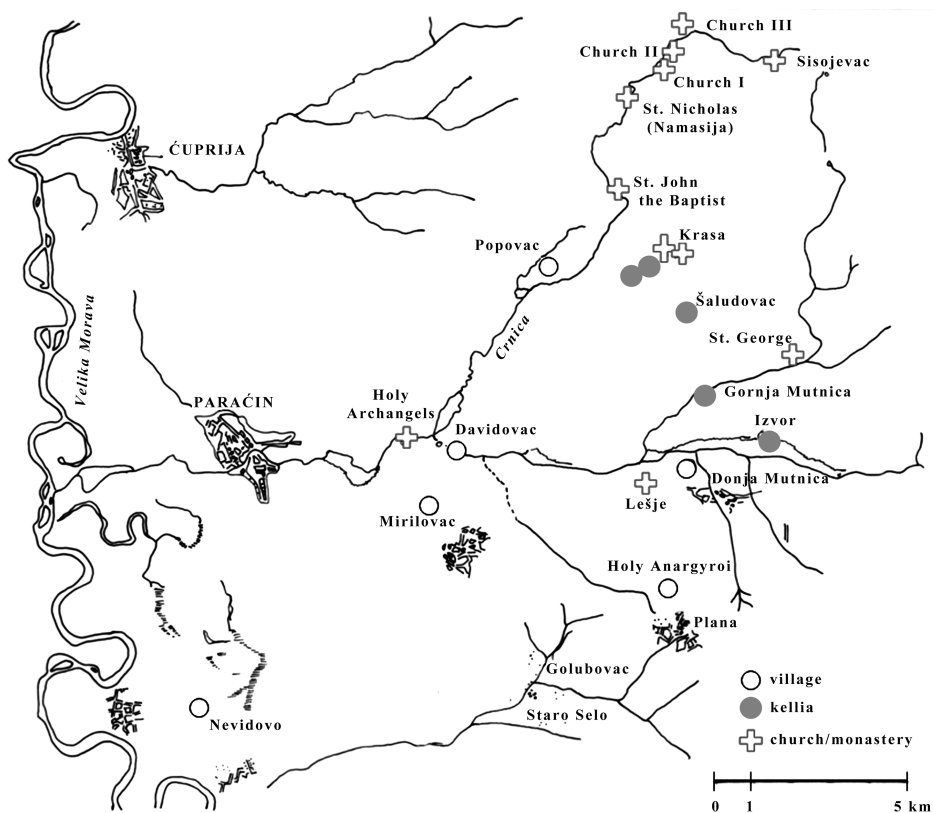 Church III
Church II
Sisojevac
Church I
St. Nicholas
(Namasija)
ĆUPRIJA
St. John
the Baptist
Krasa
Popovac
Šaludovac
Velika Morava
Crnica
St. George
Gornja Mutnica
Holy
Archangels
PARAĆIN
Izvor
Davidovac
Donja Mutnica
Lešje
Mirilovac
Holy Anargyroi
Plana
Golubovac
village
kellia
Staro Selo
Nevidovo
church/monastery
0 1 5 km